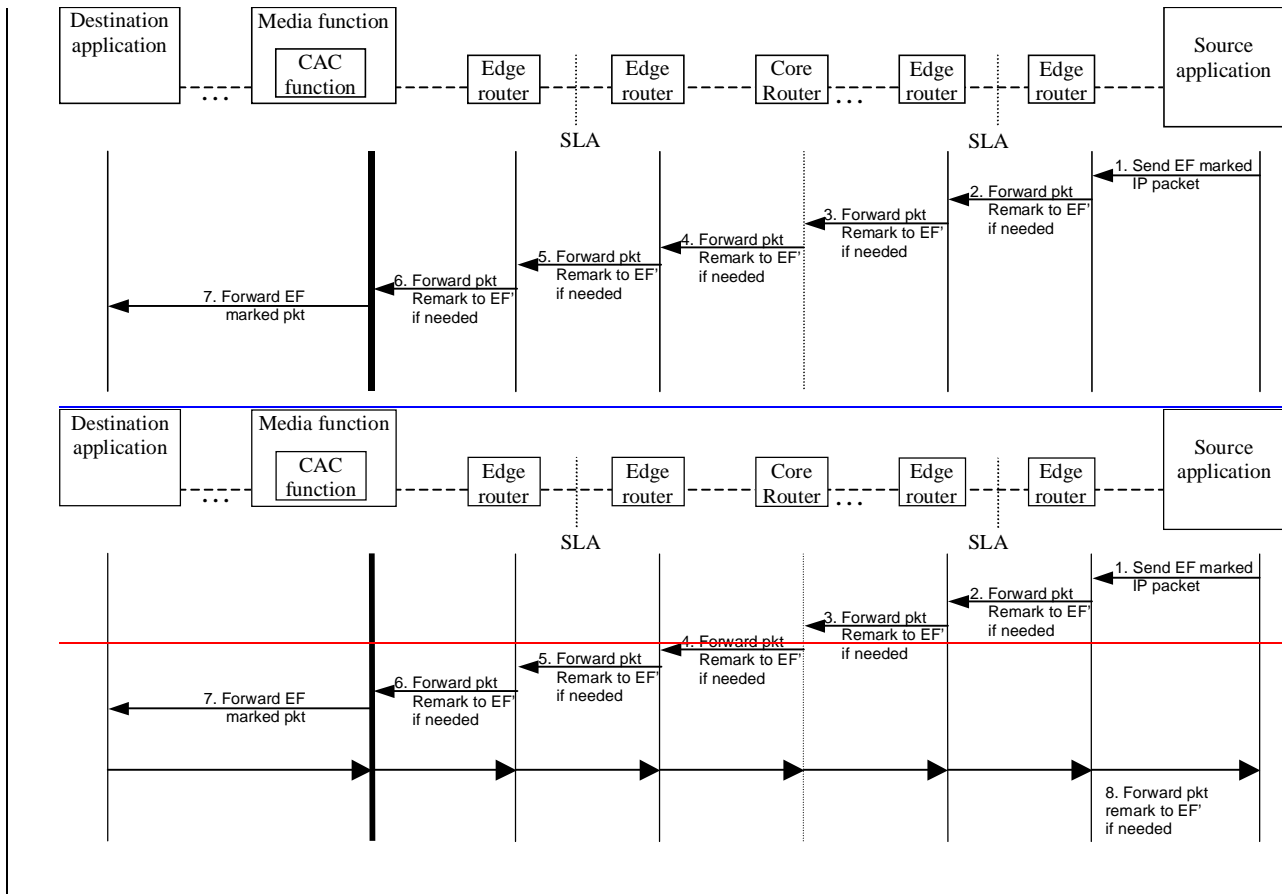 Destination
application
Media function
CAC
function
Edge
router
Edge
router
Core
Router
Edge
router
Edge
router
Source
application
...
...
SLA
SLA
1. Send EF marked
IP packet
2. Forward pkt
Remark to EF'
if needed
3. Forward pkt
Remark to EF'
if needed
4. Forward pkt
Remark to EF'
if needed
5. Forward pkt
Remark to EF'
if needed
6. Forward pkt
Remark to EF'
if needed
7. Forward EF
marked pkt
Destination
application
Media function
CAC
function
Edge
router
Edge
router
Core
Router
Edge
router
Edge
router
Source
application
...
...
SLA
SLA
1. Send EF marked
IP packet
2. Forward pkt
Remark to EF'
if needed
3. Forward pkt
Remark to EF'
if needed
4. Forward pkt
Remark to EF'
if needed
5. Forward pkt
Remark to EF'
if needed
6. Forward pkt
Remark to EF'
if needed
7. Forward EF
marked pkt
8. Forward pkt
remark to EF'
if needed